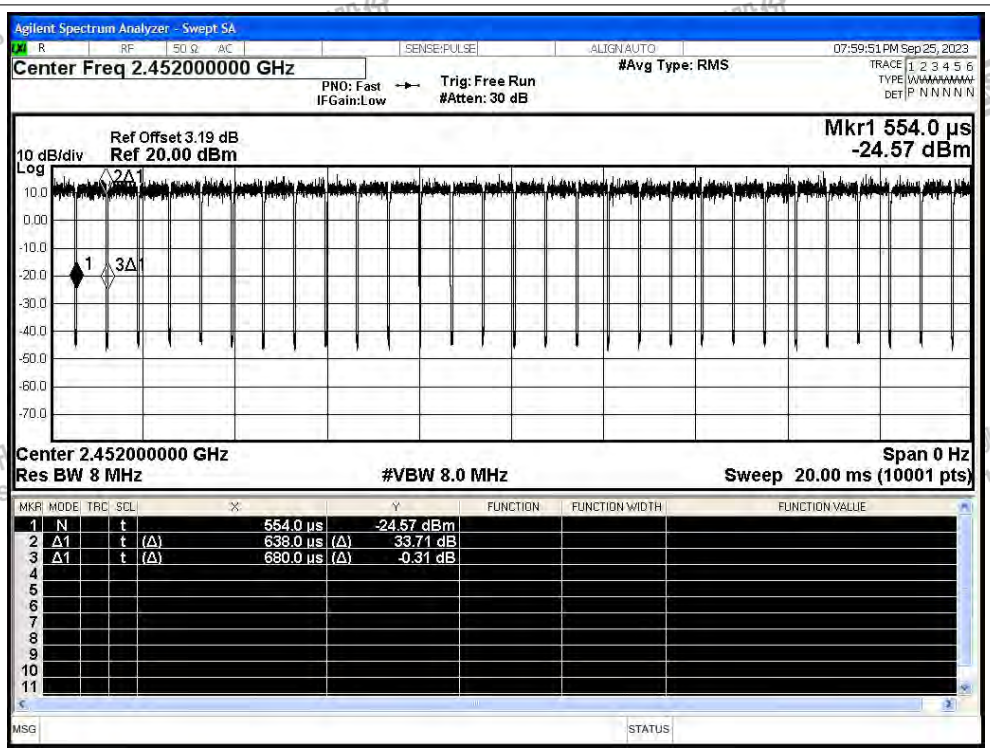 Agilent Spectrum Analyzer - Swept SA
LXI R RF 50 Ω AC SENSE:PULSE ALIGN AUTO 07:59:51 PM Sep 25, 2023
Center Freq 2.452000000 GHz #Avg Type: RMS TRACE 1 2 3 4 5 6
PNO: Fast Trig: Free Run TYPE WWWWWW
IFGain:Low #Atten: 30 dB DET P N N N N N
Mkr1 554.0 µs
Ref Offset 3.19 dB
10 dB/div Ref 20.00 dBm -24.57 dBm
Log
2Δ1
10.0
0.00
-10.0
1 3Δ1
-20.0
-30.0
-40.0
-50.0
-60.0
-70.0
Center 2.452000000 GHz Span 0 Hz
Res BW 8 MHz #VBW 8.0 MHz Sweep 20.00 ms (10001 pts)
MKR MODE TRC SCL X Y FUNCTION FUNCTION WIDTH FUNCTION VALUE
1 N t 554.0 µs -24.57 dBm
2 Δ1 t (Δ) 638.0 µs (Δ) 33.71 dB
3 Δ1 t (Δ) 680.0 µs (Δ) -0.31 dB
4
5
6
7
8
9
10
11
MSG STATUS